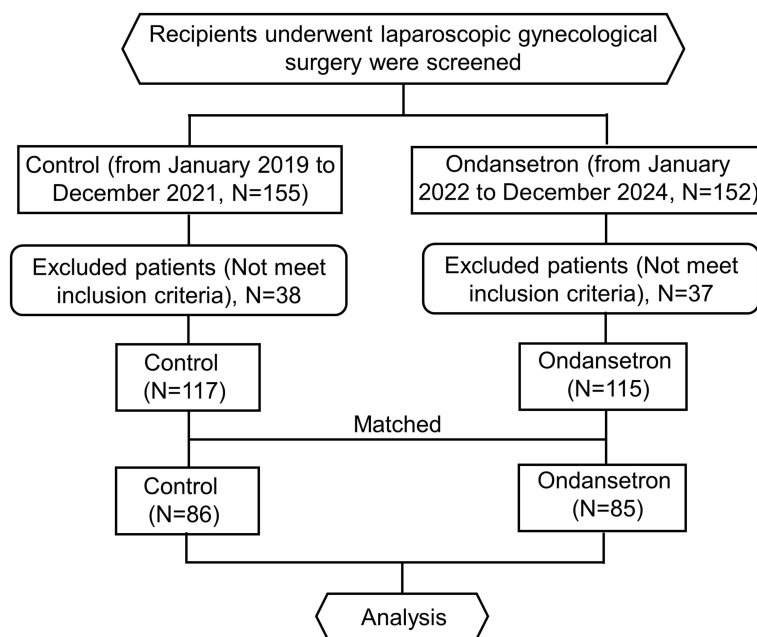 Recipients underwent laparoscopic gynecological
surgery were screened
Control (from January 2019 to
December 2021, N=155)
Ondansetron (from January
2022 to December 2024, N=152)
Excluded patients (Not meet
inclusion criteria), N=38
Excluded patients (Not meet
inclusion criteria), N=37
Control
(N=117)
Ondansetron
(N=115)
Matched
Control
(N=86)
Ondansetron
(N=85)
Analysis